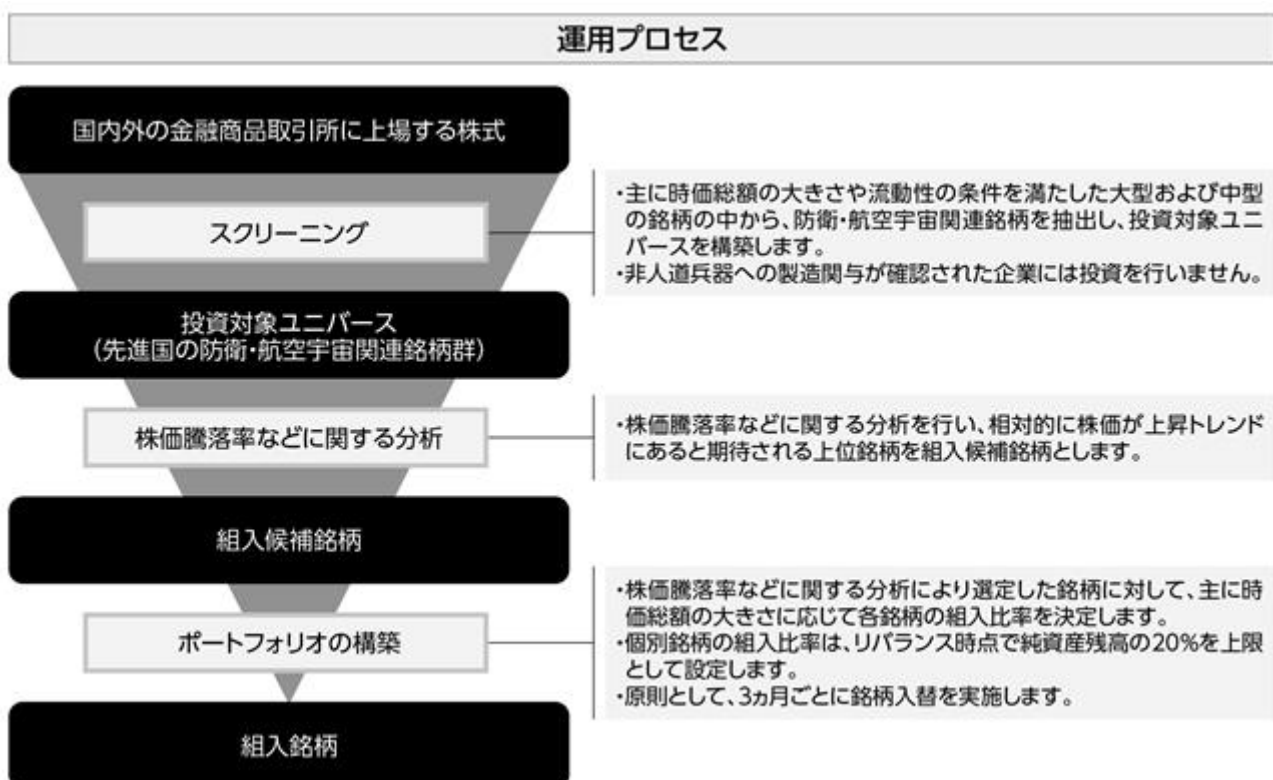 運用プロセス
国内外の金融商品取引所に上場する株式
スクリーニング
・主に時価総額の大きさや流動性の条件を満たした大型および中型
の銘柄の中から、防衛・航空宇宙関連銘柄を抽出し、投資対象ユニ
バースを構築します。
・非人道兵器への製造関与が確認された企業には投資を行いません。
投資対象ユニバース
(先進国の防衛・航空宇宙関連銘柄群)
株価騰落率などに関する分析
・株価騰落率などに関する分析を行い、相対的に株価が上昇トレンド
にあると期待される上位銘柄を組入候補銘柄とします。
組入候補銘柄
ポートフォリオの構築
・株価騰落率などに関する分析により選定した銘柄に対して、主に時
価総額の大きさに応じて各銘柄の組入比率を決定します。
・個別銘柄の組入比率は、リバランス時点で純資産残高の20%を上限
として設定します。
・原則として、3ヵ月ごとに銘柄入替を実施します。
組入銘柄